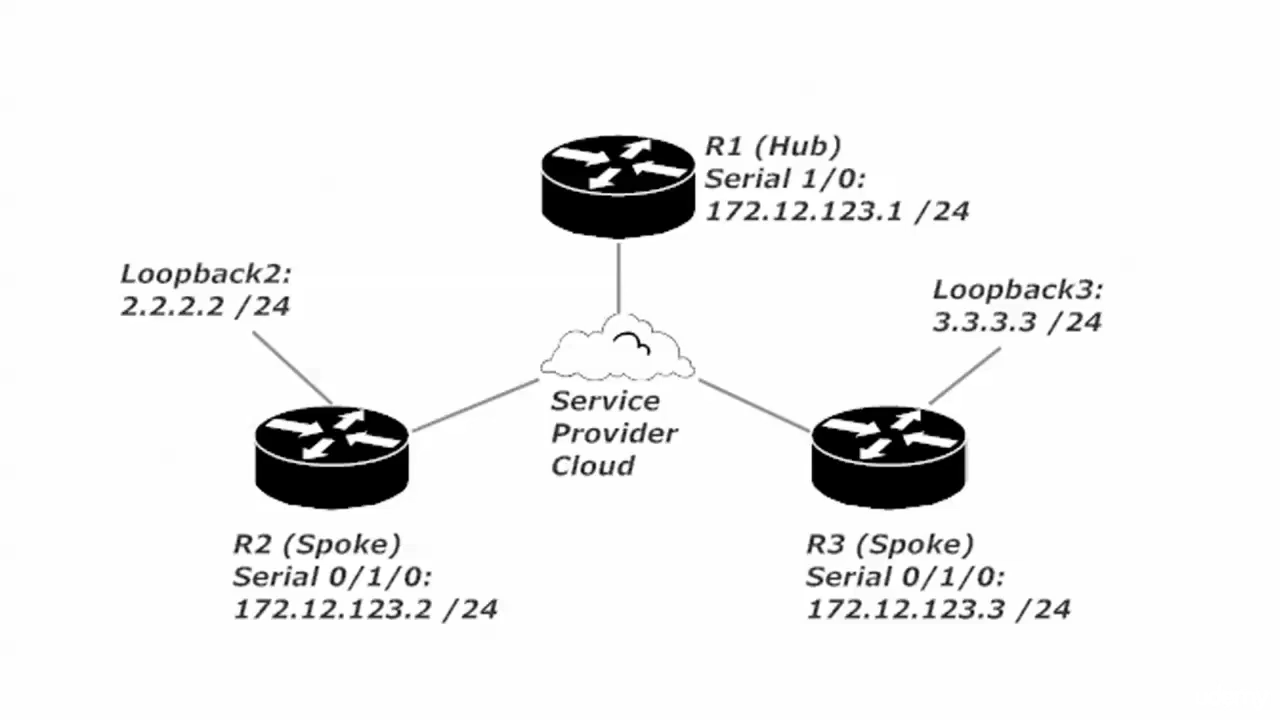 R1 (Hub)
Serial 1/0:
172.12.123.1 /24
Loopback2:
2.2.2.2 /24
Loopback3:
3.3.3.3 /24
Service
Provider
Cloud
R2 (Spoke)
Serial 0/1/0:
172.12.123.2 /24
R3 (Spoke)
Serial 0/1/0:
172.12.123.3 /24